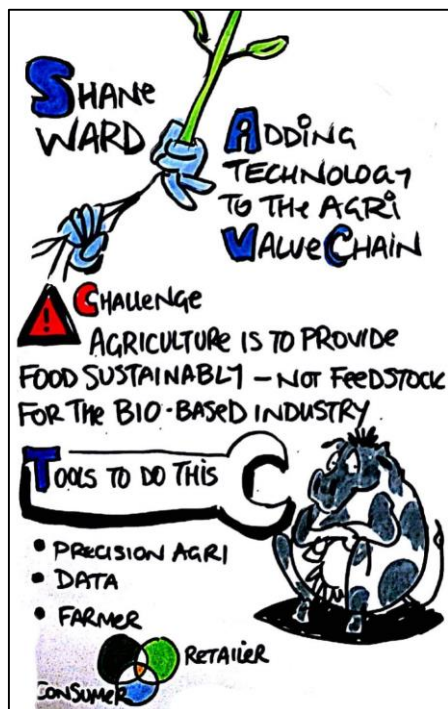 SHANE
WARD
ADDING
TECHNOLOGY
TO THE AGRI
VALUE CHAIN
!
CHALLENGE
AGRICULTURE IS TO PROVIDE
FOOD SUSTAINABLY – NOT FEEDSTOCK
FOR THE BIO-BASED INDUSTRY
TOOLS TO DO THIS
• PRECISION AGRI
• DATA
• FARMER
RETAILER
CONSUMER